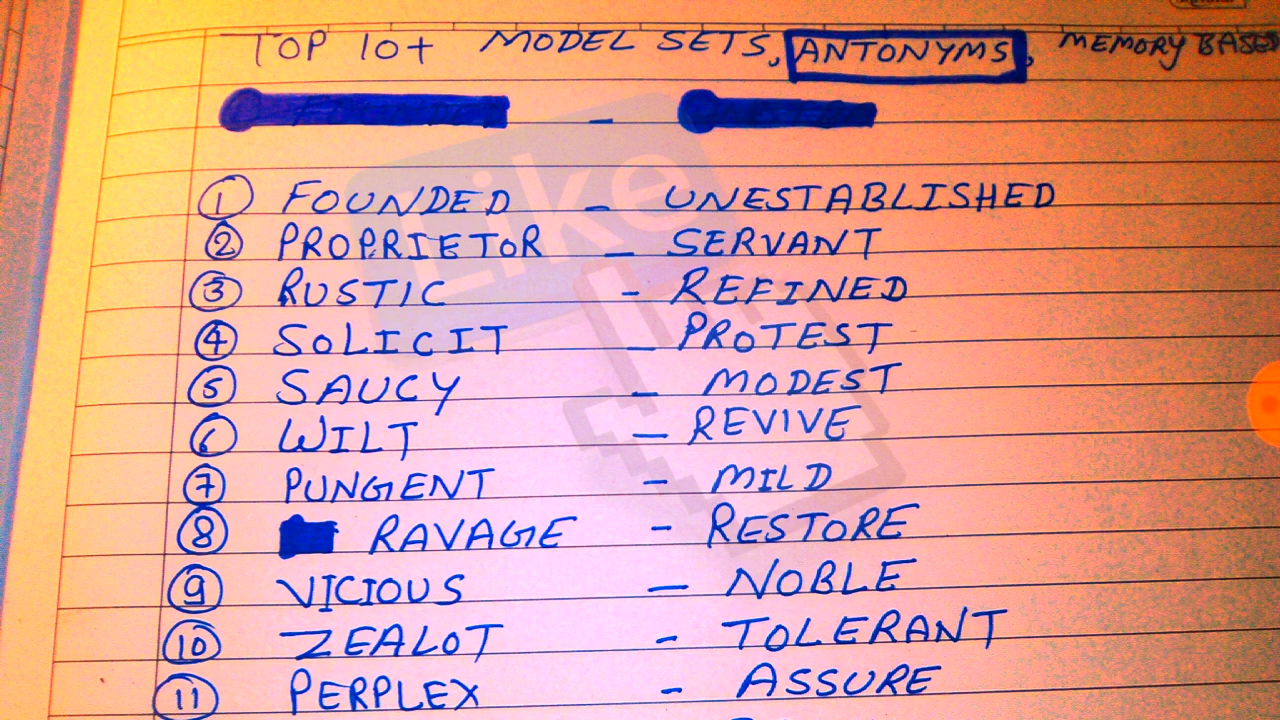 TOP 10+ MODEL SETS, ANTONYMS, MEMORY BASED
1 FOUNDED - UNESTABLISHED
2 PROPRIETOR - SERVANT
3 RUSTIC - REFINED
4 SOLICIT - PROTEST
5 SAUCY - MODEST
6 WILT - REVIVE
7 PUNGENT - MILD
8 RAVAGE - RESTORE
9 VICIOUS - NOBLE
10 ZEALOT - TOLERANT
11 PERPLEX - ASSURE
Like